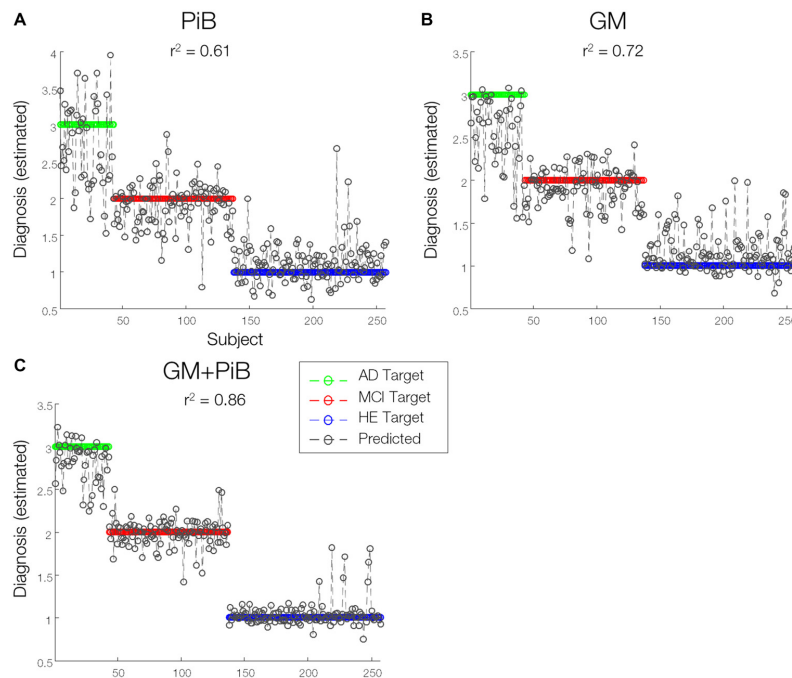 A
PiB
r² = 0.61
Diagnosis (estimated)
4
3.5
3
2.5
2
1.5
1
0.5
50
100
150
200
250
Subject
B
GM
r² = 0.72
Diagnosis (estimated)
3.5
3
2.5
2
1.5
1
0.5
50
100
150
200
250
C
GM+PiB
r² = 0.86
Diagnosis (estimated)
3.5
3
2.5
2
1.5
1
0.5
50
100
150
200
250
AD Target
MCI Target
HE Target
Predicted